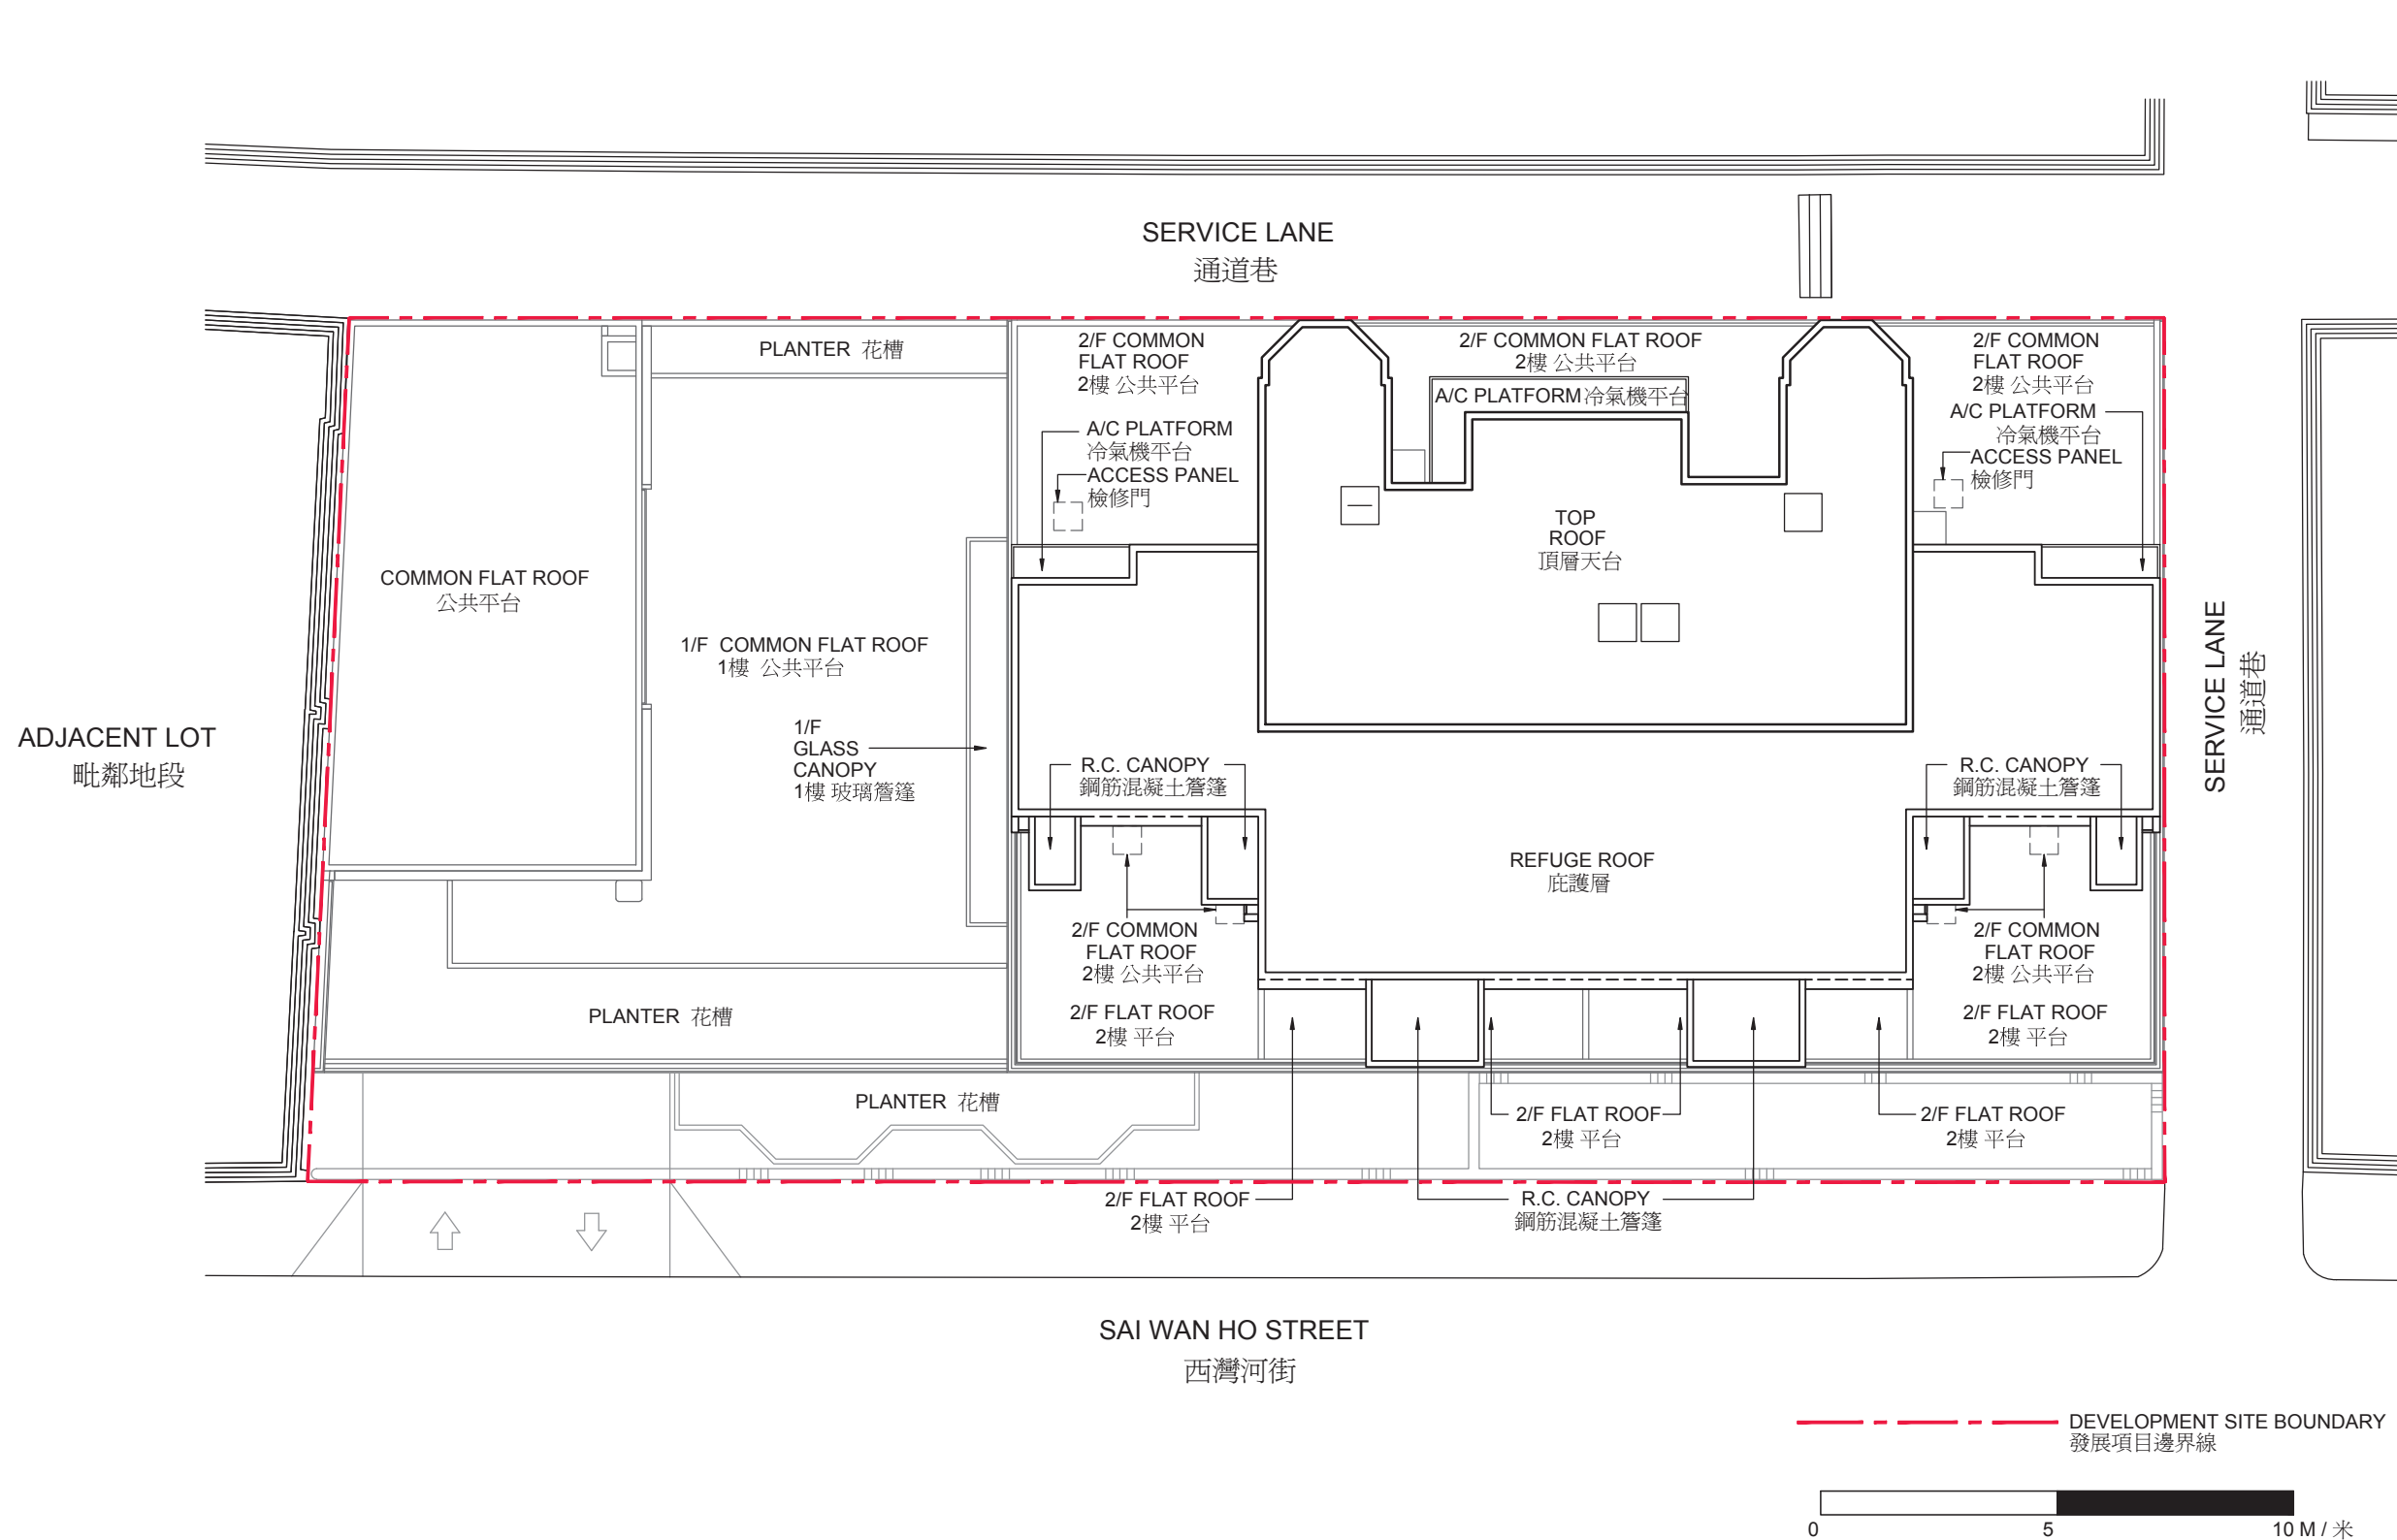 SERVICE LANE
通道巷
PLANTER 花槽
2/F COMMON
FLAT ROOF
2樓 公共平台
2/F COMMON FLAT ROOF
2樓 公共平台
A/C PLATFORM 冷氣機平台
2/F COMMON
FLAT ROOF
2樓 公共平台
A/C PLATFORM
冷氣機平台
ACCESS PANEL
檢修門
A/C PLATFORM
冷氣機平台
ACCESS PANEL
檢修門
TOP
ROOF
頂層天台
COMMON FLAT ROOF
公共平台
1/F COMMON FLAT ROOF
1樓 公共平台
SERVICE LANE
通道巷
ADJACENT LOT
毗鄰地段
1/F
GLASS
CANOPY
1樓 玻璃簷篷
R.C. CANOPY
鋼筋混凝土簷篷
R.C. CANOPY
鋼筋混凝土簷篷
REFUGE ROOF
庇護層
2/F COMMON
FLAT ROOF
2樓 公共平台
2/F COMMON
FLAT ROOF
2樓 公共平台
PLANTER 花槽
2/F FLAT ROOF
2樓 平台
2/F FLAT ROOF
2樓 平台
PLANTER 花槽
2/F FLAT ROOF
2樓 平台
2/F FLAT ROOF
2樓 平台
2/F FLAT ROOF
2樓 平台
R.C. CANOPY
鋼筋混凝土簷篷
SAI WAN HO STREET
西灣河街
DEVELOPMENT SITE BOUNDARY
發展項目邊界線
0 5 10 M / 米